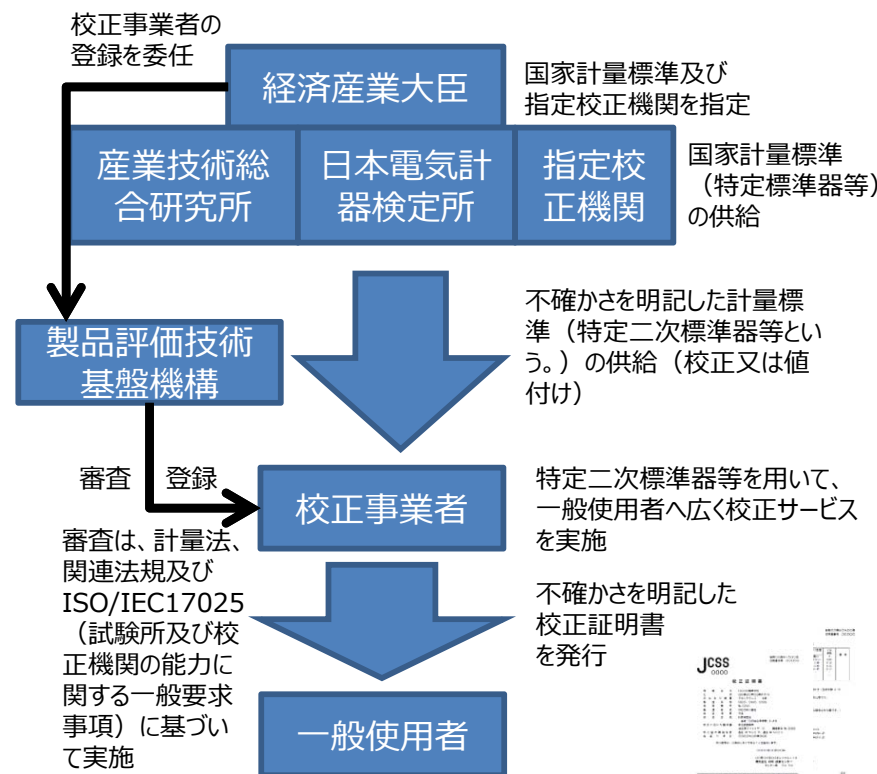 校正事業者の
登録を委任
経済産業大臣
国家計量標準及び
指定校正機関を指定
産業技術総
合研究所
日本電気計
器検定所
指定校
正機関
国家計量標準
（特定標準器等）
の供給
不確かさを明記した計量標
準（特定二次標準器等とい
う。）の供給（校正又は値
付け）
製品評価技術
基盤機構
審査
登録
校正事業者
特定二次標準器等を用いて、
一般使用者へ広く校正サービス
を実施
審査は、計量法、
関連法規及び
ISO/IEC17025
（試験所及び校
正機関の能力に
関する一般要求
事項）に基づい
て実施
不確かさを明記した
校正証明書
を発行
JCSS
0000
校正証明書
一般使用者